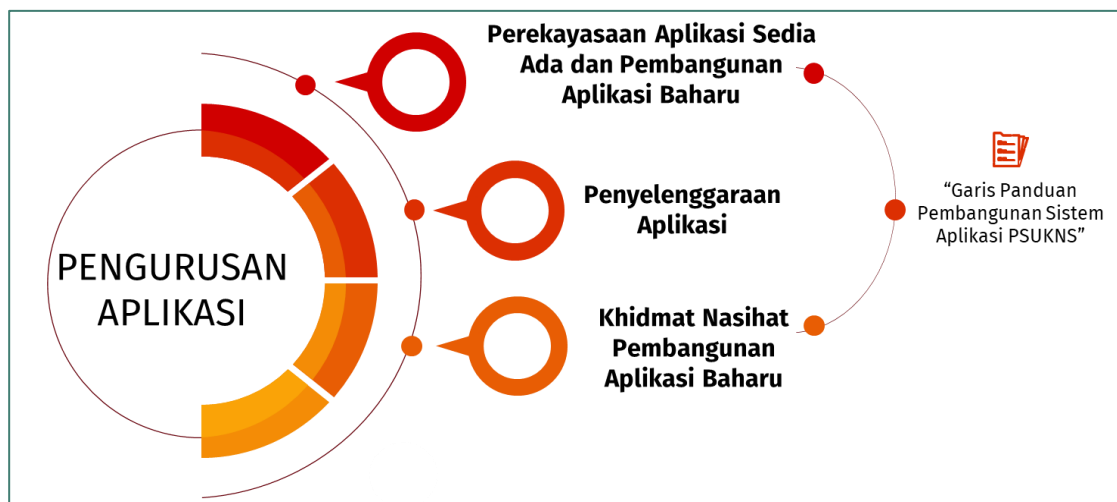 PENGURUSAN
APLIKASI
Perekayasaan Aplikasi Sedia
Ada dan Pembangunan
Aplikasi Baharu
Penyelenggaraan
Aplikasi
Khidmat Nasihat
Pembangunan
Aplikasi Baharu
“Garis Panduan
Pembangunan Sistem
Aplikasi PSUKNS”